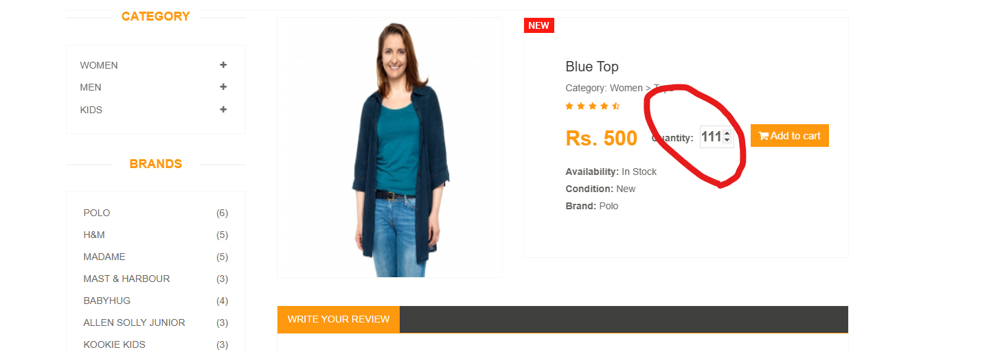 CATEGORY
WOMEN
MEN
KIDS
BRANDS
POLO (6)
H&M (5)
MADAME (5)
MAST & HARBOUR (3)
BABYHUG (4)
ALLEN SOLLY JUNIOR (3)
KOOKIE KIDS (3)
NEW
Blue Top
Category: Women > Tops
Rs. 500 Quantity: 111 Add to cart
Availability: In Stock
Condition: New
Brand: Polo
WRITE YOUR REVIEW